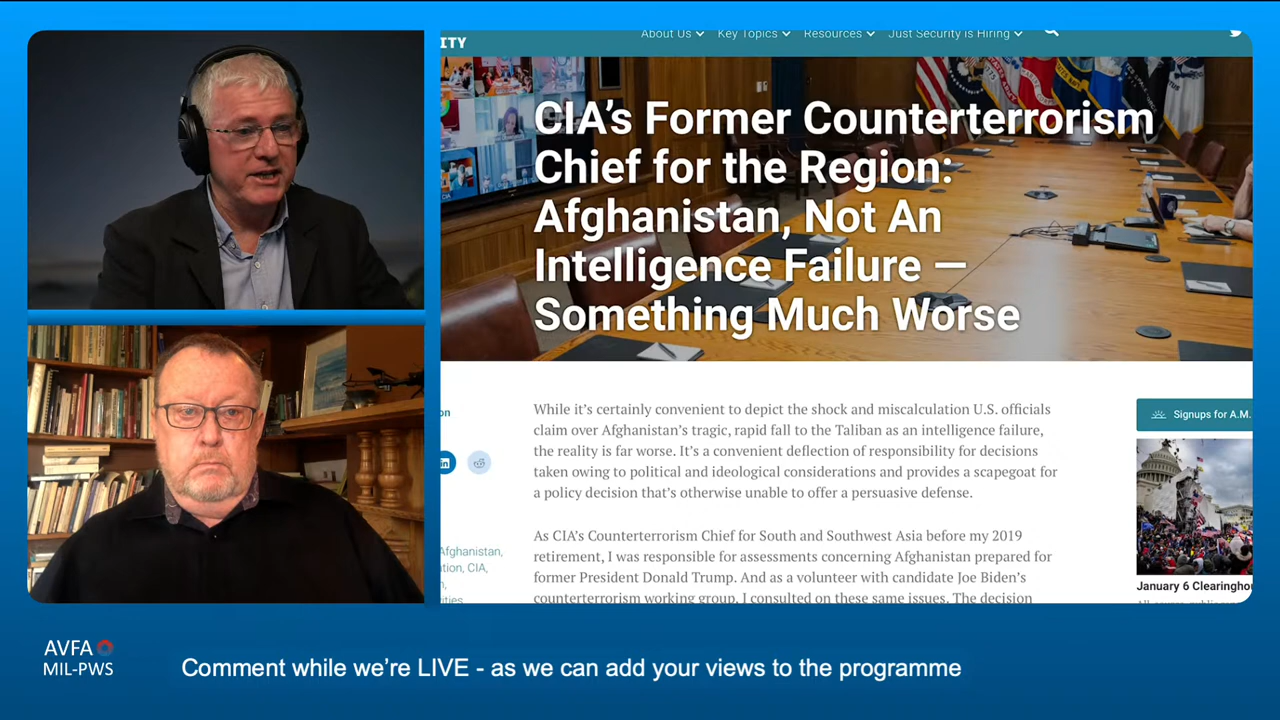 ITY
About Us
Key Topics
Resources
Just Security is Hiring
CIA's Former Counterterrorism
Chief for the Region:
Afghanistan, Not An
Intelligence Failure —
Something Much Worse
on
in
While it's certainly convenient to depict the shock and miscalculation U.S. officials
claim over Afghanistan's tragic, rapid fall to the Taliban as an intelligence failure,
the reality is far worse. It's a convenient deflection of responsibility for decisions
taken owing to political and ideological considerations and provides a scapegoat for
a policy decision that's otherwise unable to offer a persuasive defense.
As CIA's Counterterrorism Chief for South and Southwest Asia before my 2019
retirement, I was responsible for assessments concerning Afghanistan prepared for
former President Donald Trump. And as a volunteer with candidate Joe Biden's
counterterrorism working group, I consulted on these same issues. The decision
Afghanistan,
tion, CIA,
Signups for A.M.
January 6 Clearingho
AVFA
MIL-PWS
Comment while we're LIVE - as we can add your views to the programme